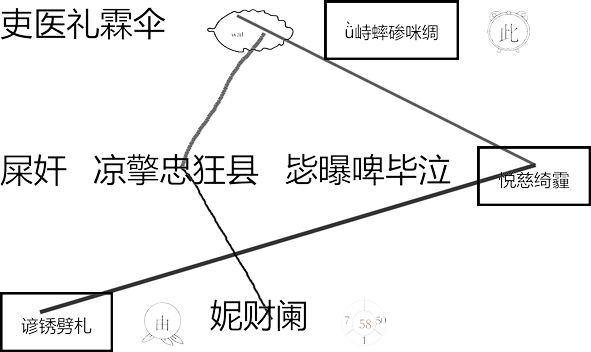 吏医礼霖伞
wat
ǜ峙蟀碜咪绸
此
屎奸 凉擎忠狂县 毖曝啤毕泣
悦慈绮霾
谚锈劈札
由
妮财阑
7 58 50
1